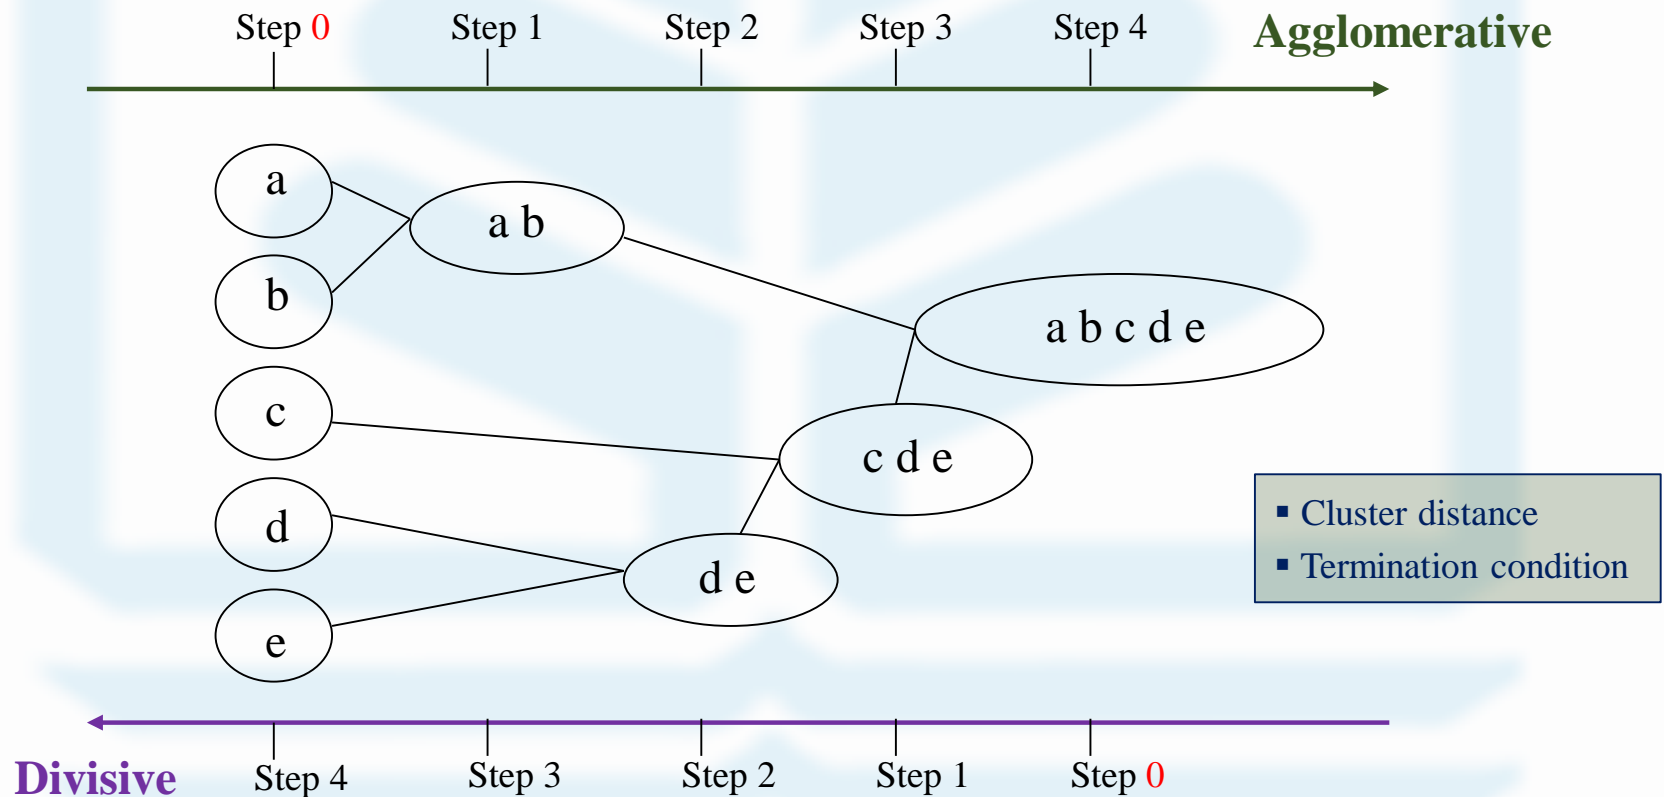 Step 0 Step 1 Step 2 Step 3 Step 4 Agglomerative
a
a b
b
a b c d e
c
c d e
▪ Cluster distance
d
▪ Termination condition
d e
e
Divisive Step 4 Step 3 Step 2 Step 1 Step 0